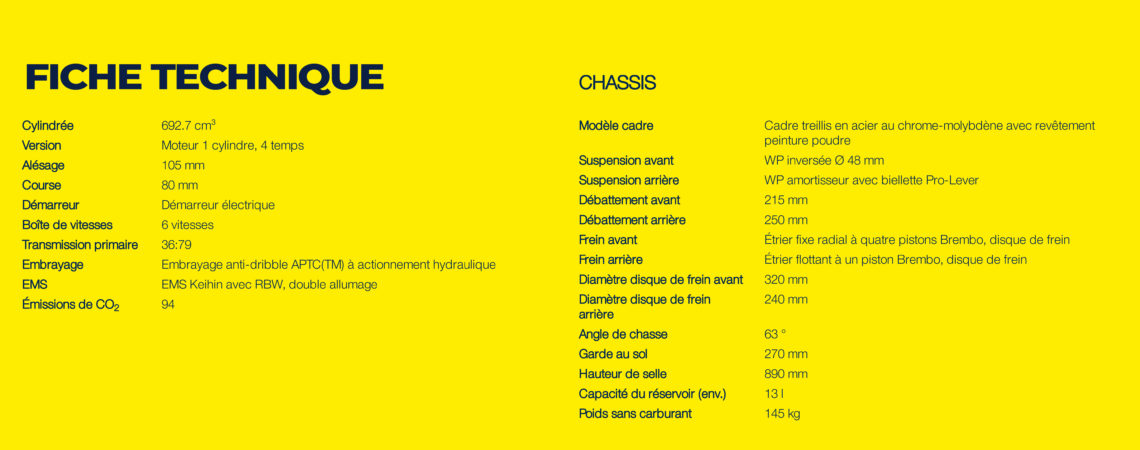 FICHE TECHNIQUE
Cylindrée 692.7 cm³
Version Moteur 1 cylindre, 4 temps
Alésage 105 mm
Course 80 mm
Démarreur Démarreur électrique
Boîte de vitesses 6 vitesses
Transmission primaire 36:79
Embrayage Embrayage anti-dribble APTC(TM) à actionnement hydraulique
EMS EMS Keihin avec RBW, double allumage
Émissions de CO₂ 94
CHASSIS
Modèle cadre Cadre treillis en acier au chrome-molybdène avec revêtement
peinture poudre
Suspension avant WP inversée Ø 48 mm
Suspension arrière WP amortisseur avec biellette Pro-Lever
Débattement avant 215 mm
Débattement arrière 250 mm
Frein avant Étrier fixe radial à quatre pistons Brembo, disque de frein
Frein arrière Étrier flottant à un piston Brembo, disque de frein
Diamètre disque de frein avant 320 mm
Diamètre disque de frein 240 mm
arrière
Angle de chasse 63 °
Garde au sol 270 mm
Hauteur de selle 890 mm
Capacité du réservoir (env.) 13 l
Poids sans carburant 145 kg